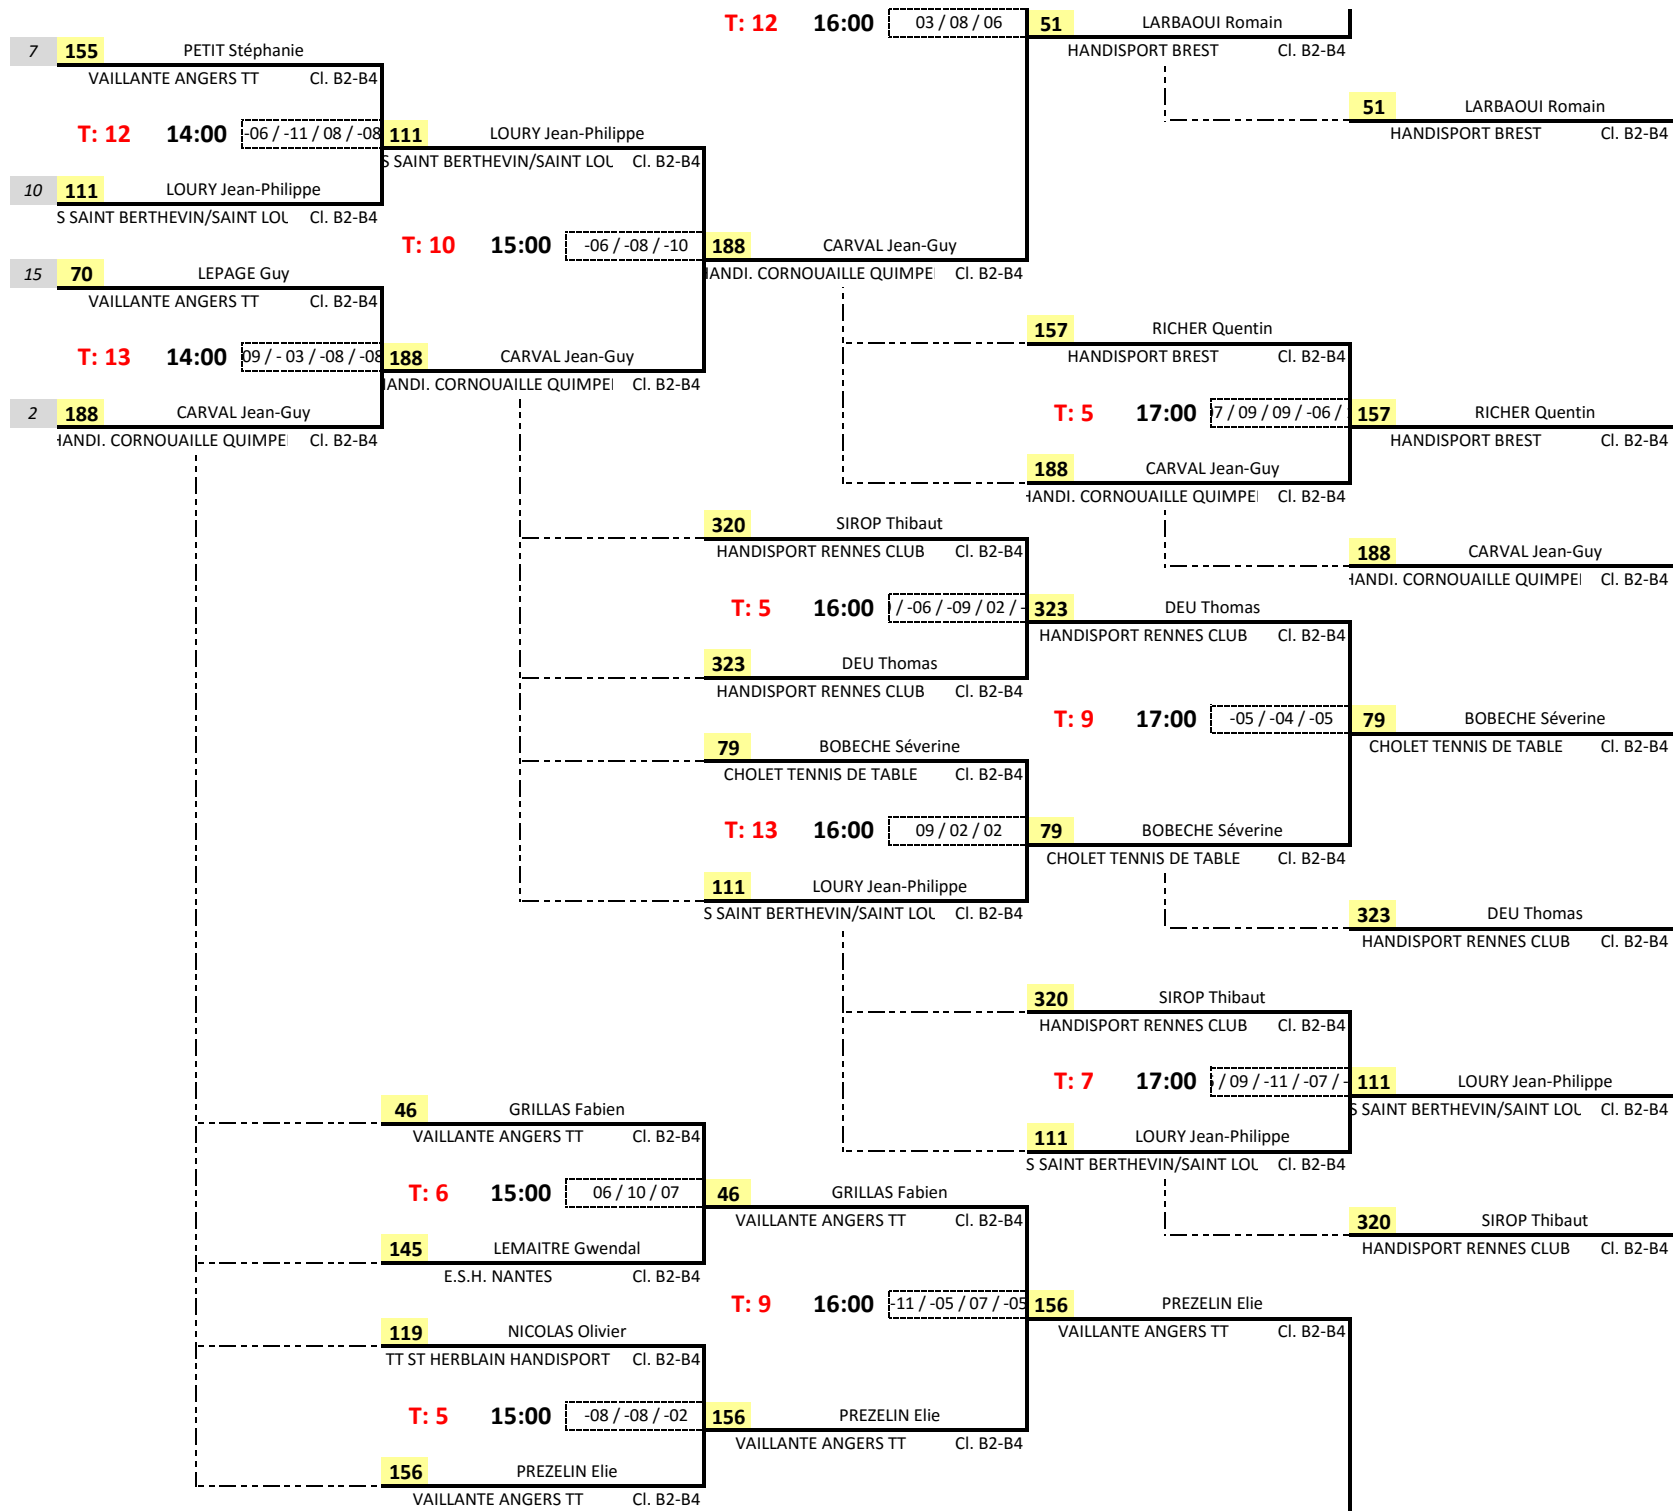 T: 12 16:00 03 / 08 / 06 51 LARBAOUI Romain
HANDISPORT BREST Cl. B2-B4
7 155 PETIT Stéphanie
VAILLANTE ANGERS TT Cl. B2-B4
51 LARBAOUI Romain
HANDISPORT BREST Cl. B2-B4
T: 12 14:00 -06 / -11 / 08 / -08 111 LOURY Jean-Philippe
S SAINT BERTHEVIN/SAINT LOU Cl. B2-B4
10 111 LOURY Jean-Philippe
S SAINT BERTHEVIN/SAINT LOU Cl. B2-B4
T: 10 15:00 -06 / -08 / -10 188 CARVAL Jean-Guy
HANDI. CORNOUAILLE QUIMPE Cl. B2-B4
15 70 LEPAGE Guy
VAILLANTE ANGERS TT Cl. B2-B4
157 RICHER Quentin
HANDISPORT BREST Cl. B2-B4
T: 13 14:00 09 / - 03 / -08 / -08 188 CARVAL Jean-Guy
HANDI. CORNOUAILLE QUIMPE Cl. B2-B4
2 188 CARVAL Jean-Guy
HANDI. CORNOUAILLE QUIMPE Cl. B2-B4
T: 5 17:00 7 / 09 / 09 / -06 / 157 RICHER Quentin
HANDISPORT BREST Cl. B2-B4
188 CARVAL Jean-Guy
HANDI. CORNOUAILLE QUIMPE Cl. B2-B4
320 SIROP Thibaut
HANDISPORT RENNES CLUB Cl. B2-B4
188 CARVAL Jean-Guy
HANDI. CORNOUAILLE QUIMPE Cl. B2-B4
T: 5 16:00 / -06 / -09 / 02 / - 323 DEU Thomas
HANDISPORT RENNES CLUB Cl. B2-B4
323 DEU Thomas
HANDISPORT RENNES CLUB Cl. B2-B4
T: 9 17:00 -05 / -04 / -05 79 BOBECHE Séverine
CHOLET TENNIS DE TABLE Cl. B2-B4
79 BOBECHE Séverine
CHOLET TENNIS DE TABLE Cl. B2-B4
T: 13 16:00 09 / 02 / 02 79 BOBECHE Séverine
CHOLET TENNIS DE TABLE Cl. B2-B4
111 LOURY Jean-Philippe
S SAINT BERTHEVIN/SAINT LOU Cl. B2-B4
323 DEU Thomas
HANDISPORT RENNES CLUB Cl. B2-B4
320 SIROP Thibaut
HANDISPORT RENNES CLUB Cl. B2-B4
T: 7 17:00 / 09 / -11 / -07 / - 111 LOURY Jean-Philippe
S SAINT BERTHEVIN/SAINT LOU Cl. B2-B4
46 GRILLAS Fabien
VAILLANTE ANGERS TT Cl. B2-B4
111 LOURY Jean-Philippe
S SAINT BERTHEVIN/SAINT LOU Cl. B2-B4
T: 6 15:00 06 / 10 / 07 46 GRILLAS Fabien
VAILLANTE ANGERS TT Cl. B2-B4
320 SIROP Thibaut
HANDISPORT RENNES CLUB Cl. B2-B4
145 LEMAITRE Gwendal
E.S.H. NANTES Cl. B2-B4
T: 9 16:00 -11 / -05 / 07 / -05 156 PREZELIN Elie
VAILLANTE ANGERS TT Cl. B2-B4
119 NICOLAS Olivier
TT ST HERBLAIN HANDISPORT Cl. B2-B4
T: 5 15:00 -08 / -08 / -02 156 PREZELIN Elie
VAILLANTE ANGERS TT Cl. B2-B4
156 PREZELIN Elie
VAILLANTE ANGERS TT Cl. B2-B4